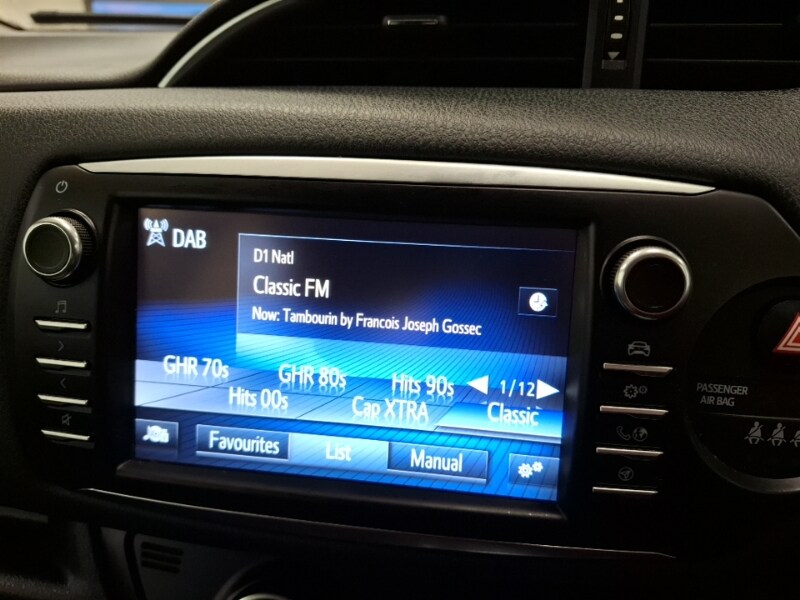 DAB
D1 Natl
Classic FM
Now: Tambourin by Francois Joseph Gossec
GHR 70s GHR 80s Hits 90s 1/12
Hits 00s Cap XTRA Classic
Favourites List Manual
PASSENGER
AIR BAG